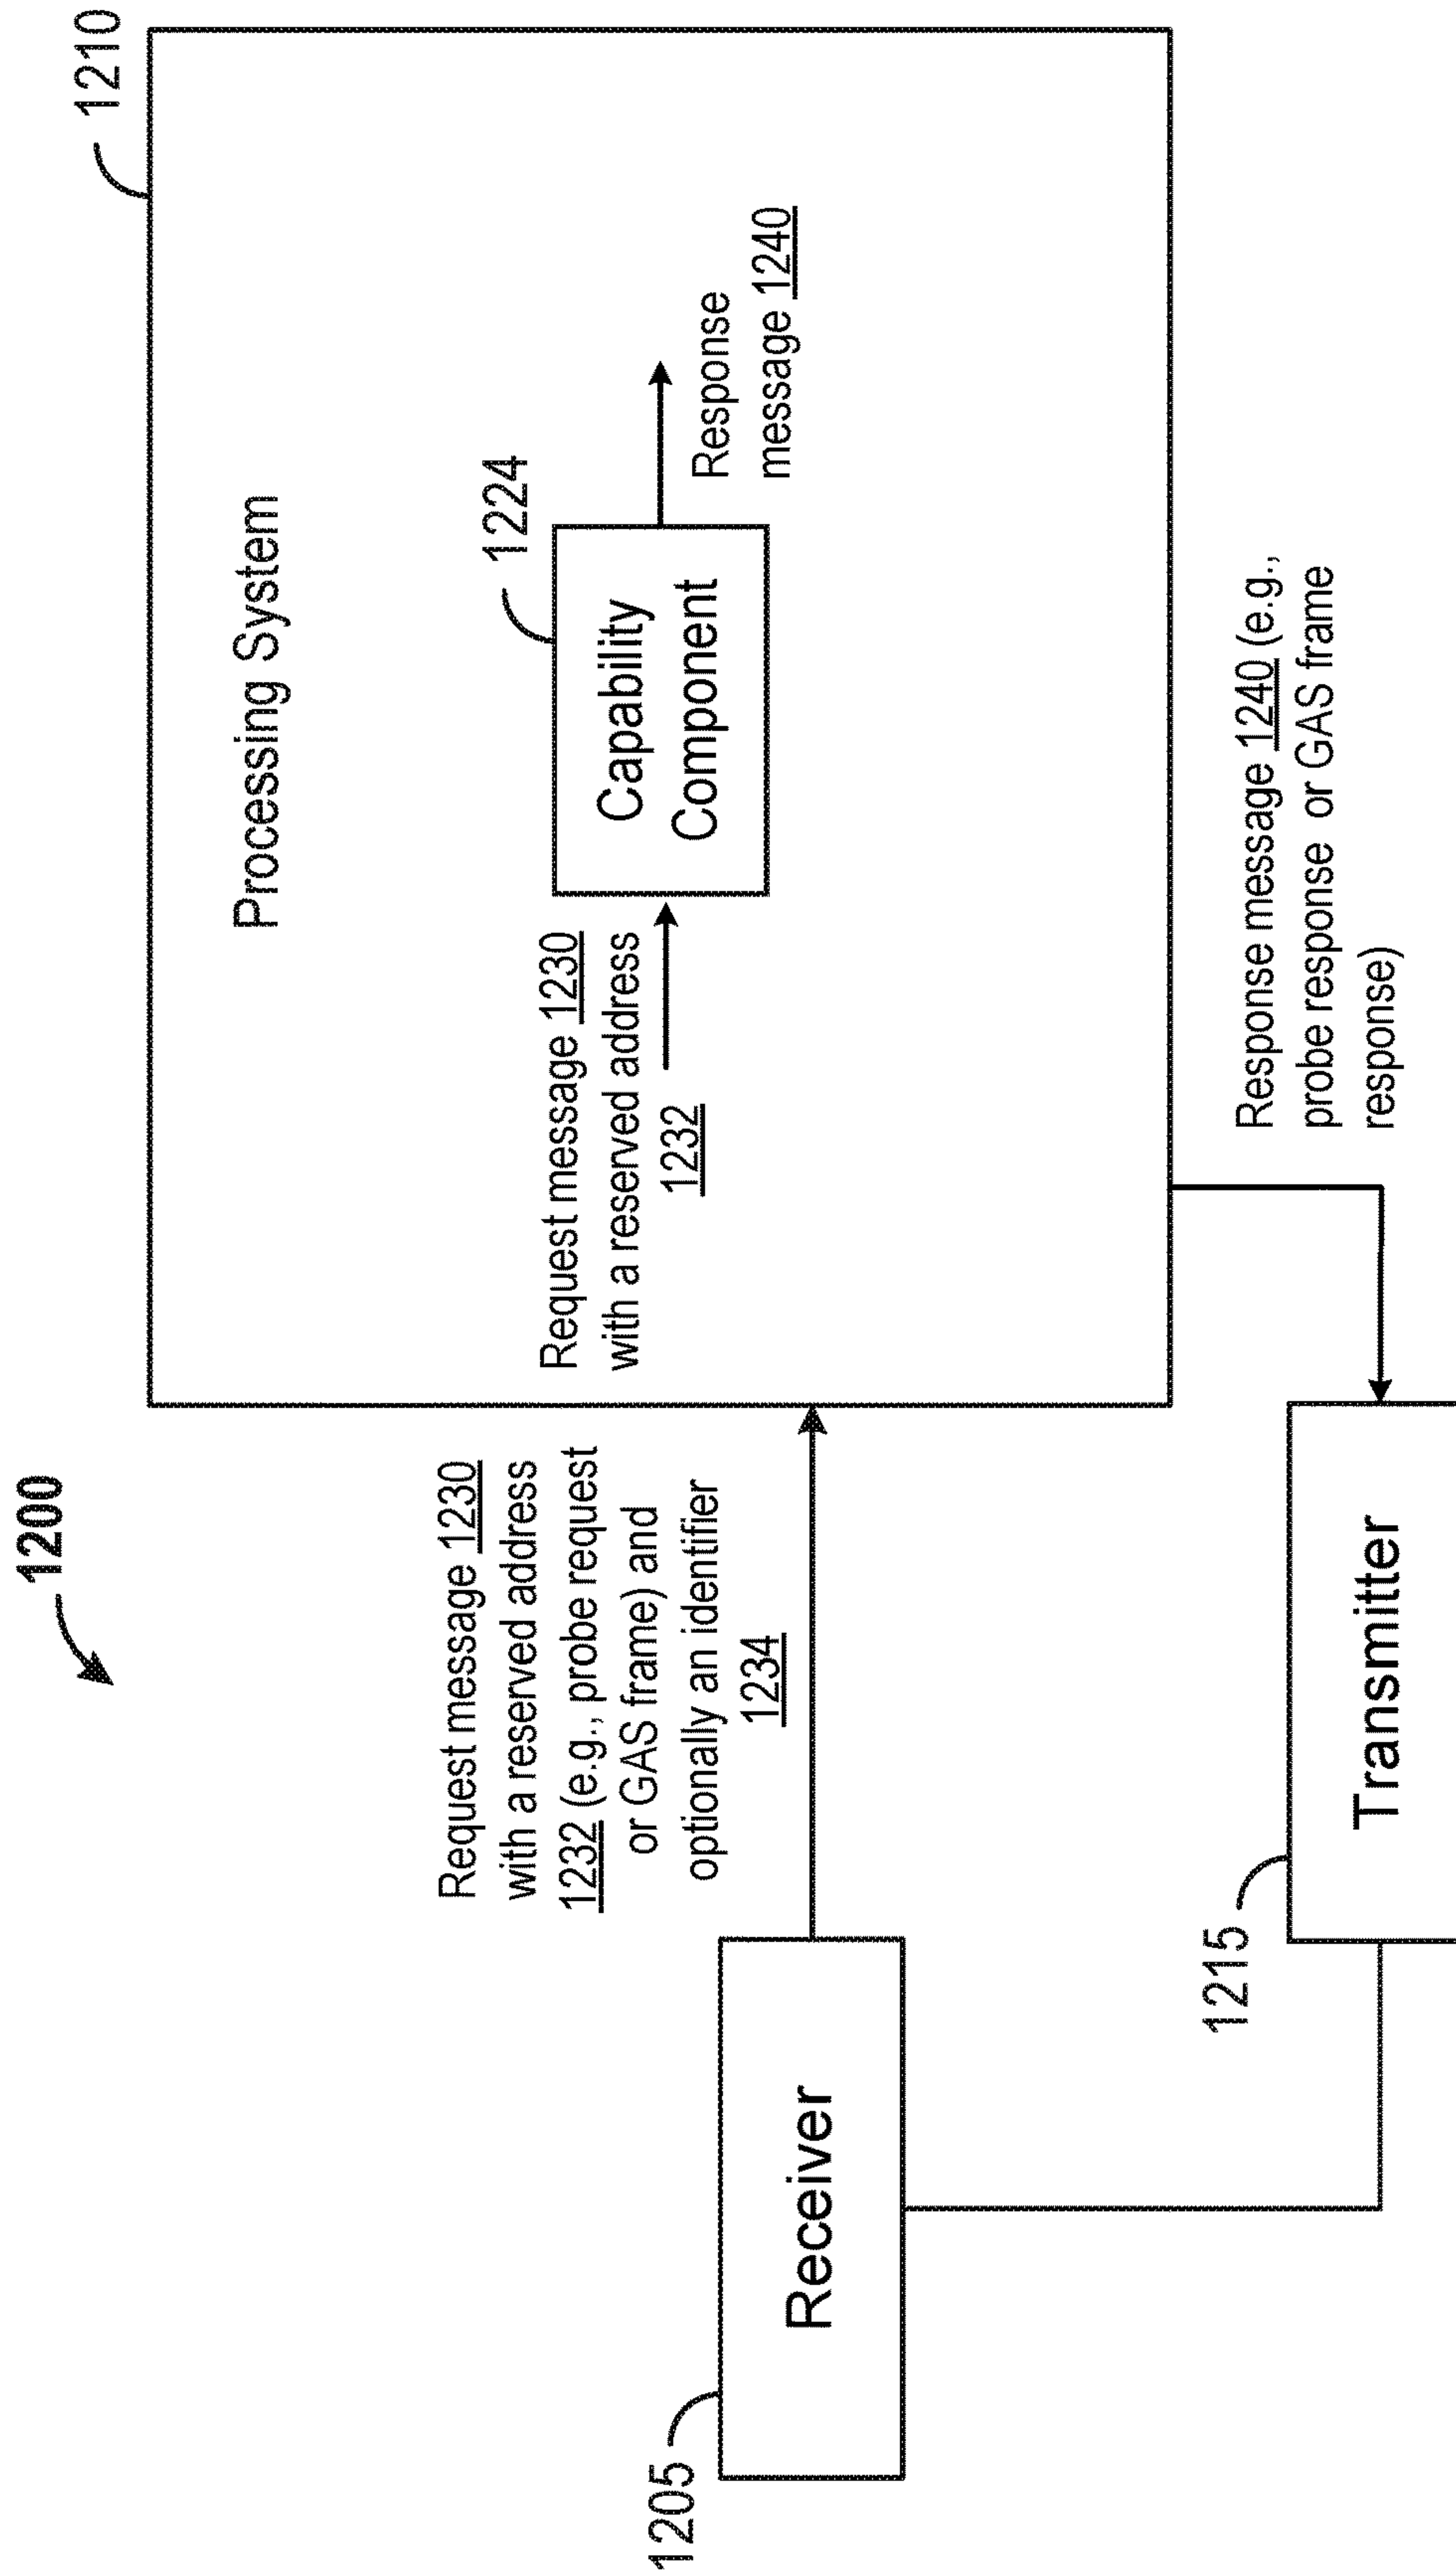 1200
1210
Processing System
1224
Capability
Component
Request message 1230
with a reserved address
1232
Response
message 1240
Request message 1230
with a reserved address
1232 (e.g., probe request
or GAS frame) and
optionally an identifier
1234
1205
Receiver
Response message 1240 (e.g.,
probe response or GAS frame
response)
1215
Transmitter